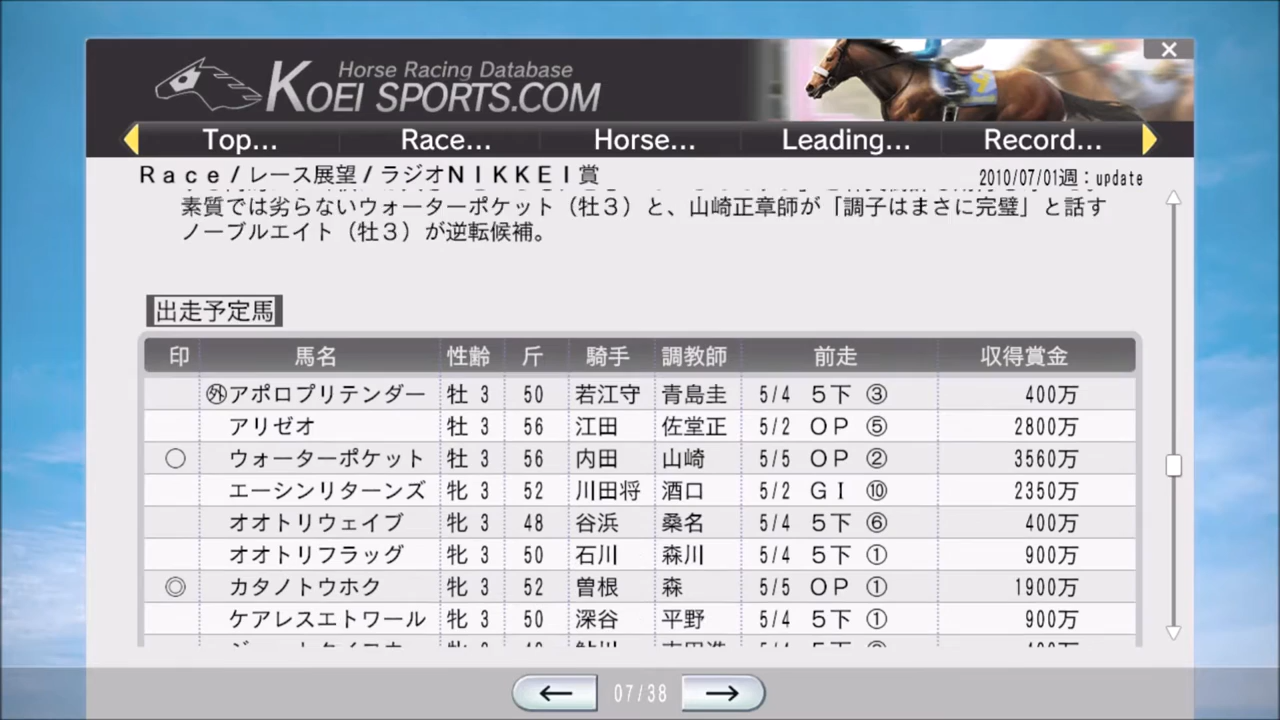 Horse Racing Database
KOEI SPORTS.COM
Top... Race... Horse... Leading... Record...
Race/レース展望/ラジオNIKKEI賞 2010/07/01週:update
素質では劣らないウォーターポケット(牡3)と、山崎正章師が「調子はまさに完璧」と話す
ノーブルエイト(牡3)が逆転候補。
出走予定馬
印 馬名 性齢 斤 騎手 調教師 前走 収得賞金
㊕アポロプリテンダー 牡3 50 若江守 青島圭 5/4 5下 ③ 400万
アリゼオ 牡3 56 江田 佐堂正 5/2 OP ⑤ 2800万
○ ウォーターポケット 牡3 56 内田 山崎 5/5 OP ② 3560万
エーシンリターンズ 牝3 52 川田将 酒口 5/2 GI ⑩ 2350万
オオトリウェイブ 牝3 48 谷浜 桑名 5/4 5下 ⑥ 400万
オオトリフラッグ 牝3 50 石川 森川 5/4 5下 ① 900万
◎ カタノトウホク 牝3 52 曽根 森 5/5 OP ① 1900万
ケアレスエトワール 牝3 50 深谷 平野 5/4 5下 ① 900万
← 07/38 →